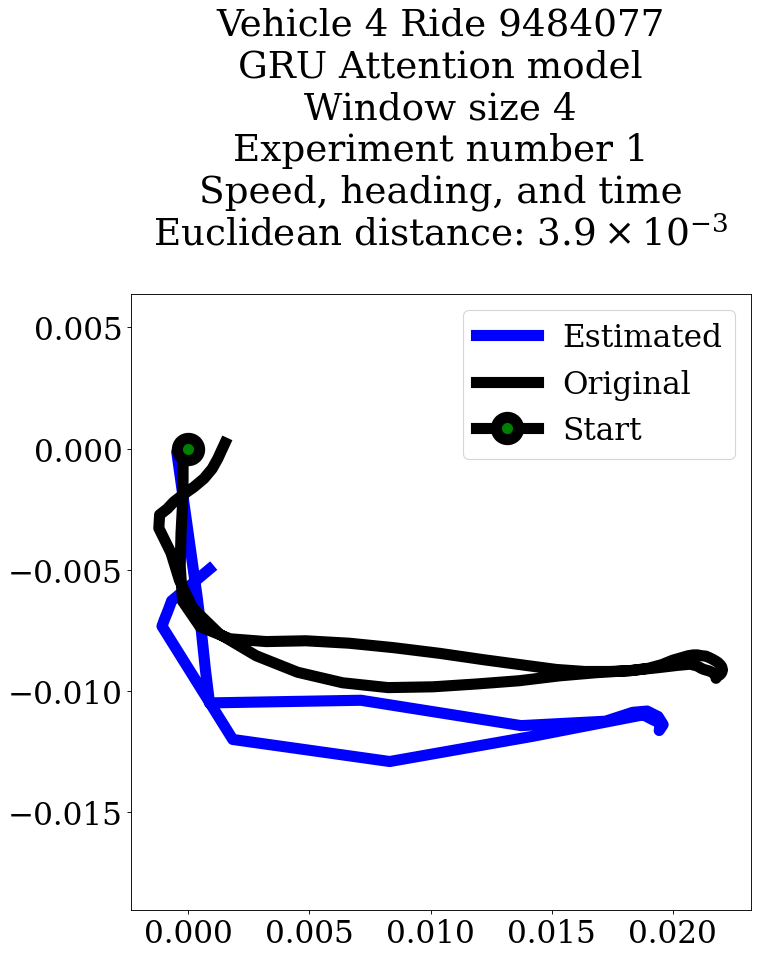 Vehicle 4 Ride 9484077
GRU Attention model
Window size 4
Experiment number 1
Speed, heading, and time
Euclidean distance: 3.9 × 10⁻³
Estimated
Original
Start
0.005
0.000
−0.005
−0.010
−0.015
0.000 0.005 0.010 0.015 0.020